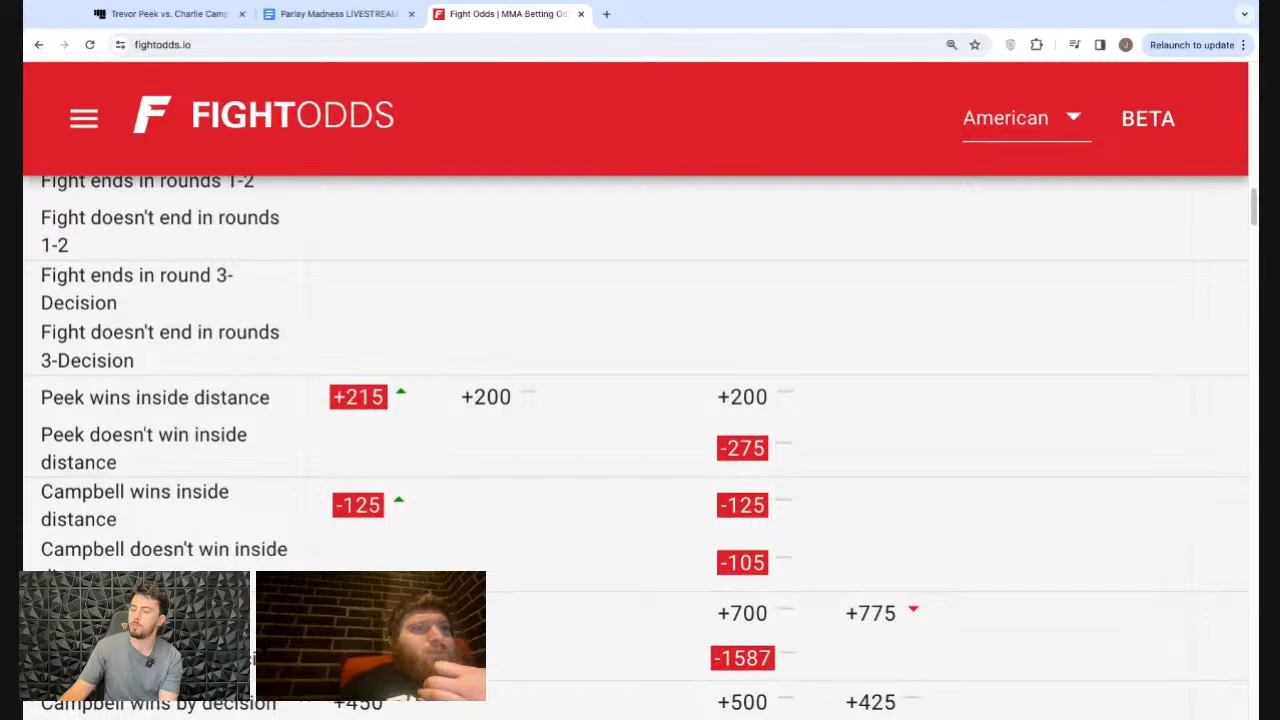 Trevor Peek vs. Charlie Camp
Parlay Madness LIVESTREAM
Fight Odds | MMA Betting Od
fightodds.io
Relaunch to update
FIGHTODDS
American
BETA
Fight ends in rounds 1-2
Fight doesn't end in rounds
1-2
Fight ends in round 3-
Decision
Fight doesn't end in rounds
3-Decision
Peek wins inside distance +215 +200 +200
Peek doesn't win inside
distance -275
Campbell wins inside
distance -125 -125
Campbell doesn't win inside
-105
+700 +775
-1587
Campbell wins by decision +450 +500 +425